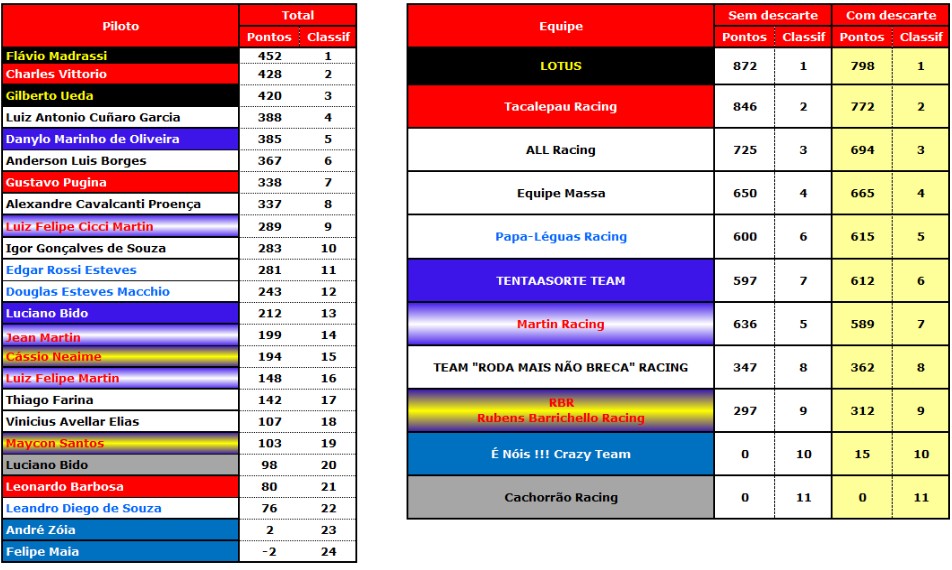 Piloto Total
Pontos Classif
Flávio Madrassi 452 1
Charles Vittorio 428 2
Gilberto Ueda 420 3
Luiz Antonio Cuñaro Garcia 388 4
Danylo Marinho de Oliveira 385 5
Anderson Luis Borges 367 6
Gustavo Pugina 338 7
Alexandre Cavalcanti Proença 337 8
Luiz Felipe Cicci Martin 289 9
Igor Gonçalves de Souza 283 10
Edgar Rossi Esteves 281 11
Douglas Esteves Macchio 243 12
Luciano Bido 212 13
Jean Martin 199 14
Cássio Neaime 194 15
Luiz Felipe Martin 148 16
Thiago Farina 142 17
Vinicius Avellar Elias 107 18
Maycon Santos 103 19
Luciano Bido 98 20
Leonardo Barbosa 80 21
Leandro Diego de Souza 76 22
André Zóia 2 23
Felipe Maia -2 24
Equipe Sem descarte Com descarte
Pontos Classif Pontos Classif
LOTUS 872 1 798 1
Tacalepau Racing 846 2 772 2
ALL Racing 725 3 694 3
Equipe Massa 650 4 665 4
Papa-Léguas Racing 600 6 615 5
TENTAASORTE TEAM 597 7 612 6
Martin Racing 636 5 589 7
TEAM "RODA MAIS NÃO BRECA" RACING 347 8 362 8
RBR
Rubens Barrichello Racing 297 9 312 9
É Nóis !!! Crazy Team 0 10 15 10
Cachorrão Racing 0 11 0 11